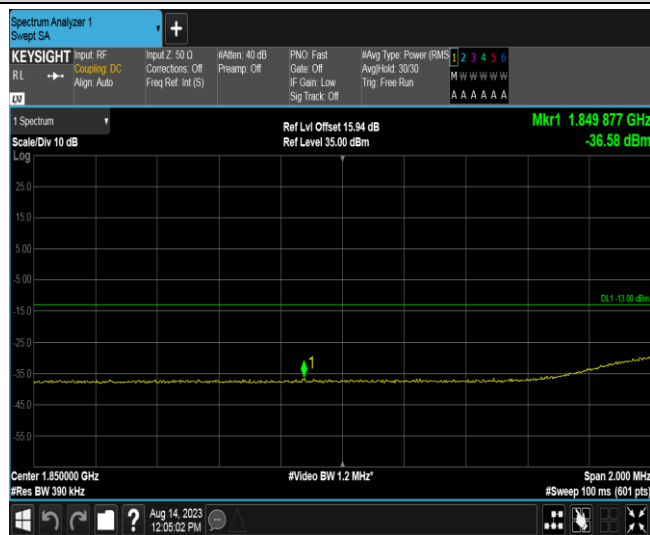 Spectrum Analyzer 1
Swept SA
+
KEYSIGHT
RL
LXI
Input: RF
Coupling: DC
Align: Auto
Input Z: 50 Ω
Corrections: Off
Freq Ref: Int (S)
#Atten: 40 dB
Preamp: Off
PNO: Fast
Gate: Off
IF Gain: Low
Sig Track: Off
#Avg Type: Power (RMS
Avg|Hold: 30/30
Trig: Free Run
1 2 3 4 5 6
M W W W W W
A A A A A A
1 Spectrum
Scale/Div 10 dB
Ref Lvl Offset 15.94 dB
Ref Level 35.00 dBm
Mkr1 1.849 877 GHz
-36.58 dBm
Log
25.0
15.0
5.00
-5.00
DL1 -13.00 dBm
-15.0
-25.0
1
-35.0
-45.0
-55.0
Center 1.850000 GHz
#Res BW 390 kHz
#Video BW 1.2 MHz*
Span 2.000 MHz
#Sweep 100 ms (601 pts)
?
Aug 14, 2023
12:05:02 PM